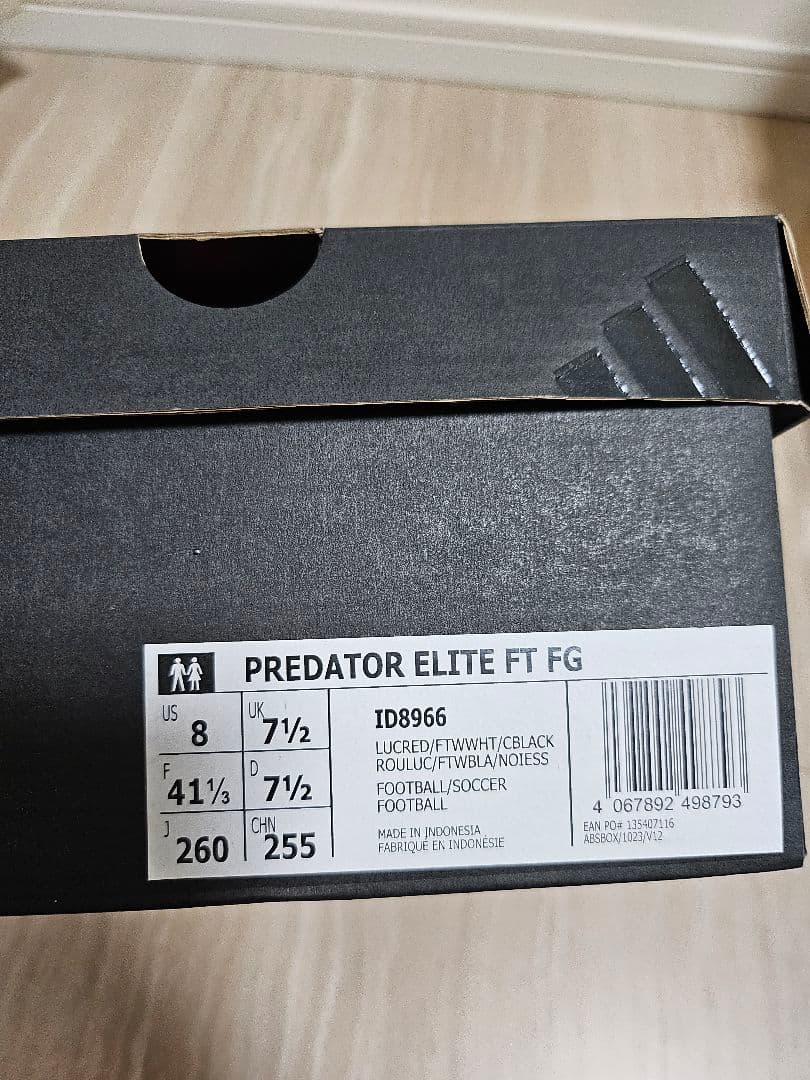 PREDATOR ELITE FT FG
US 8
UK 7½
F 41⅓
D 7½
J 260
CHN 255
ID8966
LUCRED/FTWWHT/CBLACK
ROULUC/FTWBLA/NOIESS
FOOTBALL/SOCCER
FOOTBALL
MADE IN INDONESIA
FABRIQUÉ EN INDONÉSIE
4 067892 498793
EAN PO# 135407116
ABSBOX/1023/V12